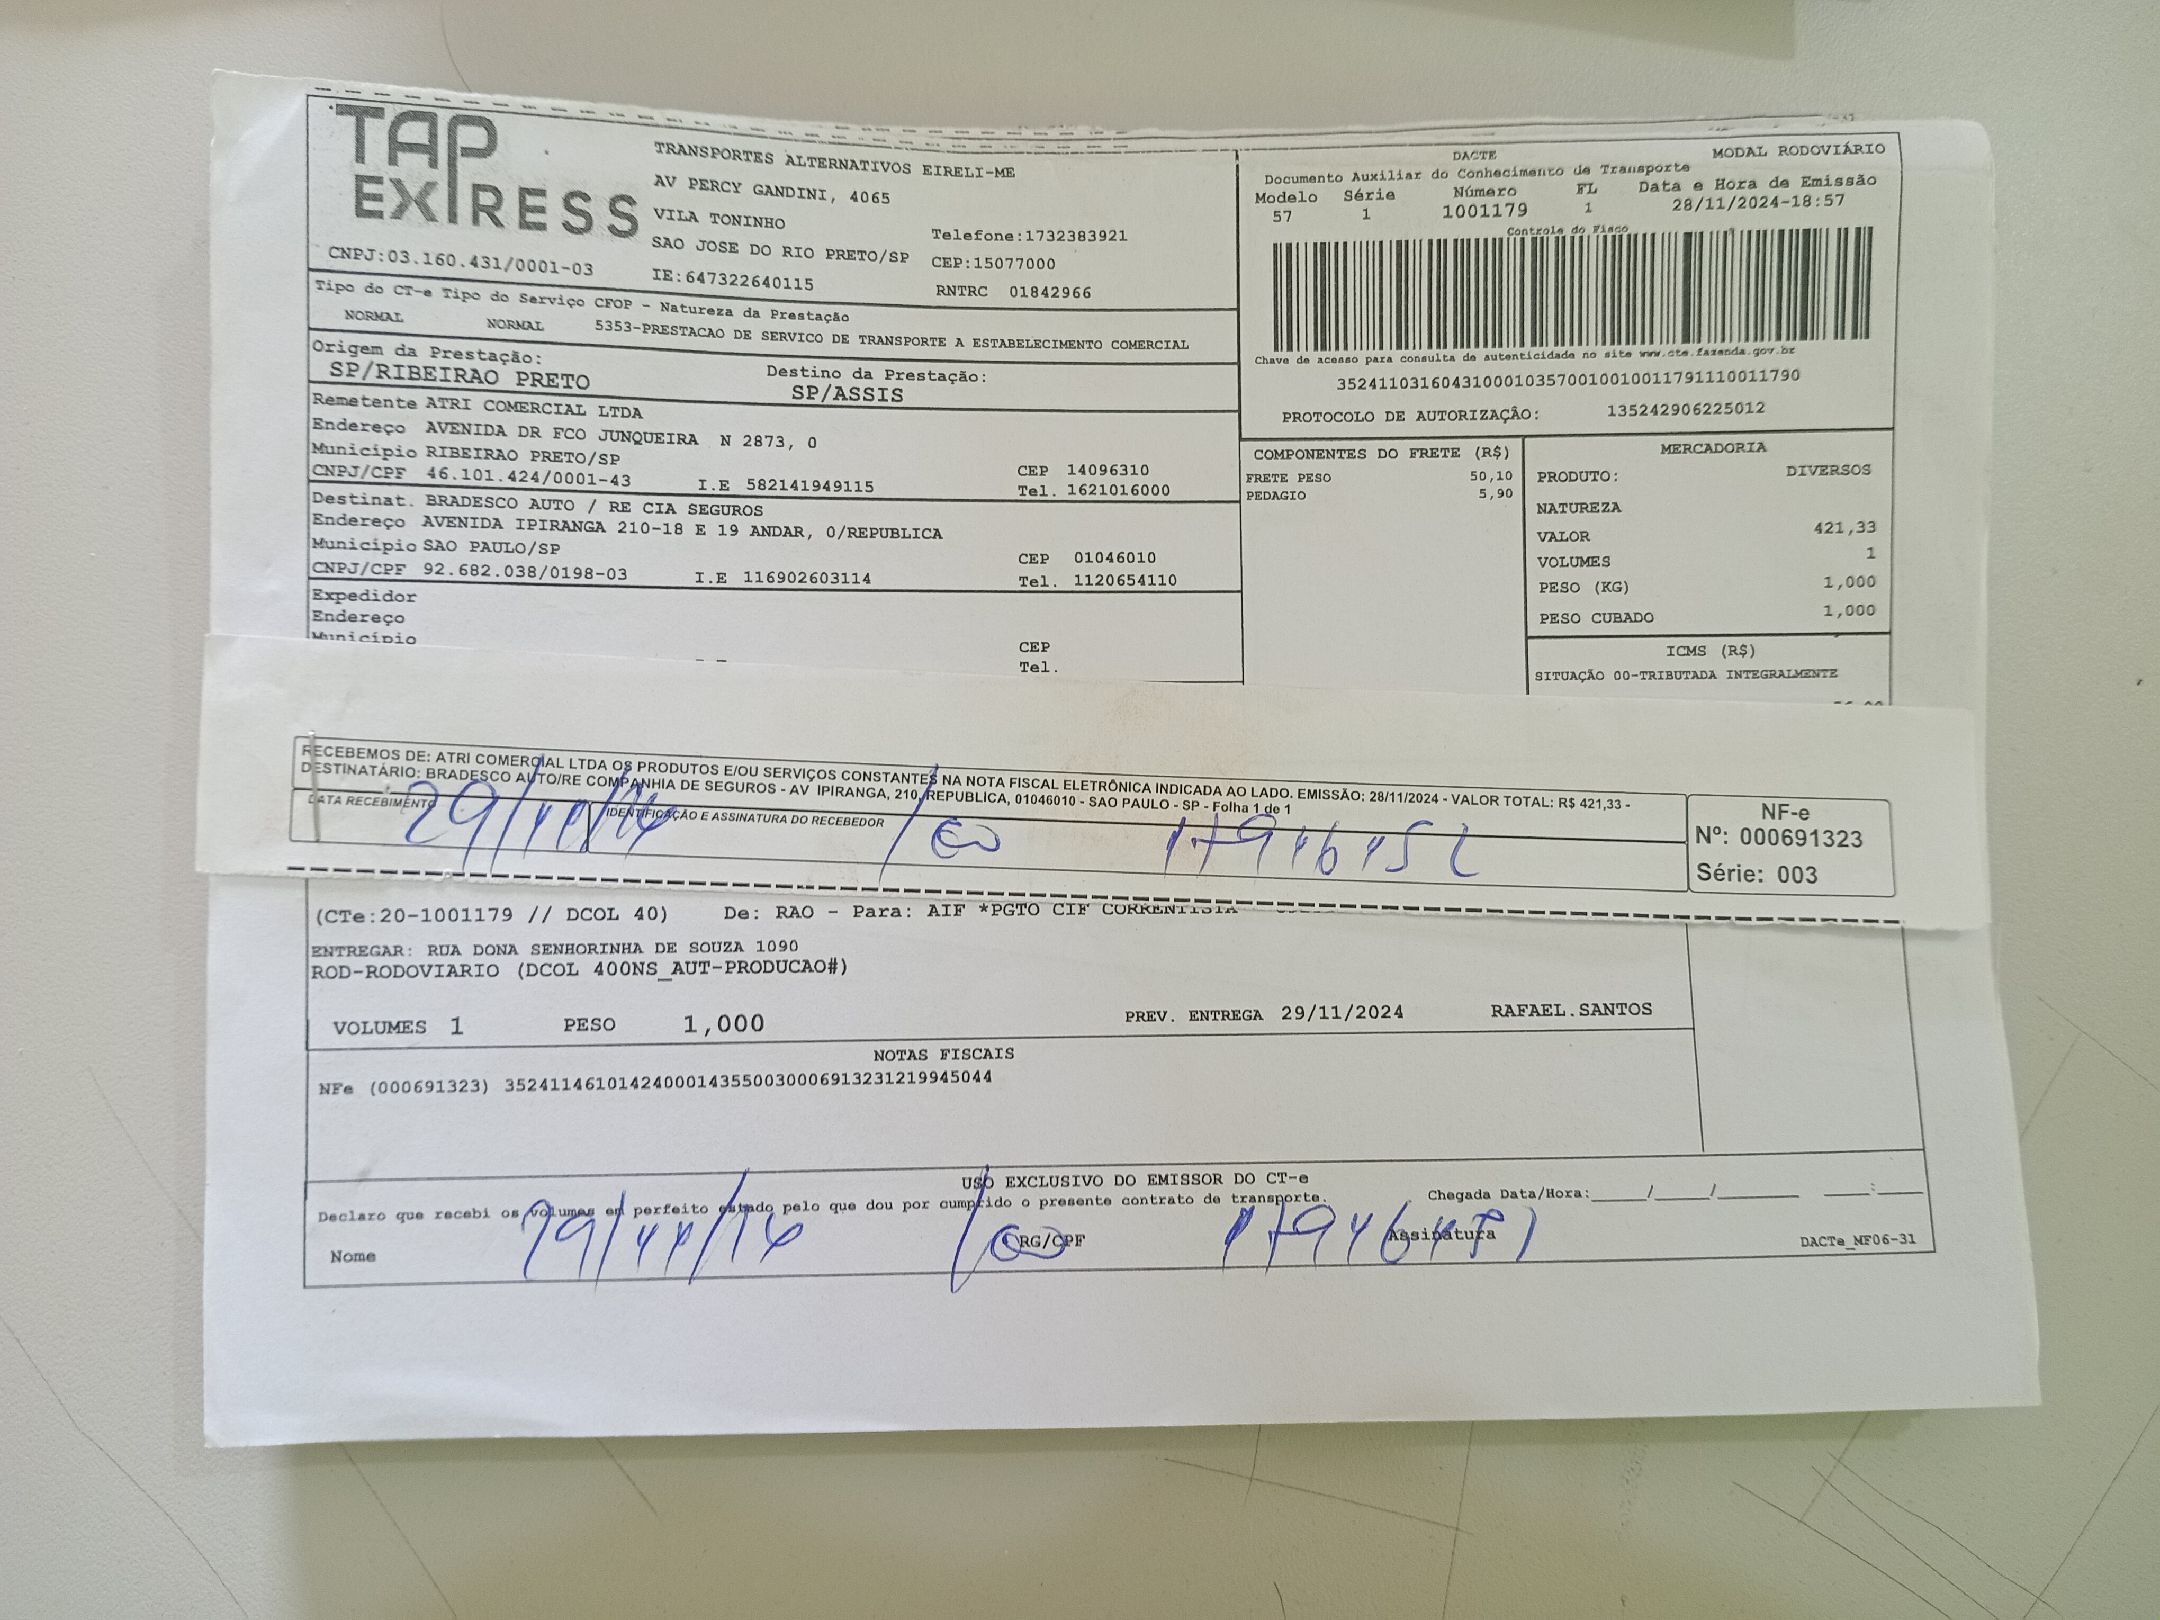 TAP
EXPRESS
TRANSPORTES ALTERNATIVOS EIRELI-ME
AV PERCY GANDINI, 4065
VILA TONINHO
Telefone:1732383921
SAO JOSE DO RIO PRETO/SP CEP:15077000
CNPJ:03.160.431/0001-03 IE:647322640115 RNTRC 01842966
Tipo do CT-e Tipo do Serviço CFOP - Natureza da Prestação
NORMAL NORMAL 5353-PRESTACAO DE SERVICO DE TRANSPORTE A ESTABELECIMENTO COMERCIAL
Origem da Prestação: Destino da Prestação:
SP/RIBEIRAO PRETO SP/ASSIS
Remetente ATRI COMERCIAL LTDA
Endereço AVENIDA DR FCO JUNQUEIRA N 2873, 0
Município RIBEIRAO PRETO/SP CEP 14096310
CNPJ/CPF 46.101.424/0001-43 I.E 582141949115 Tel. 1621016000
Destinat. BRADESCO AUTO / RE CIA SEGUROS
Endereço AVENIDA IPIRANGA 210-18 E 19 ANDAR, 0/REPUBLICA
Município SAO PAULO/SP CEP 01046010
CNPJ/CPF 92.682.038/0198-03 I.E 116902603114 Tel. 1120654110
Expedidor
Endereço
Município CEP
Tel.
DACTE MODAL RODOVIÁRIO
Documento Auxiliar do Conhecimento de Transporte
Modelo Série Número FL Data e Hora de Emissão
57 1 1001179 1 28/11/2024-18:57
Controle do Fisco
Chave de acesso para consulta de autenticidade no site www.cte.fazenda.gov.br
35241103160431000103570010010011791110011790
PROTOCOLO DE AUTORIZAÇÃO: 135242906225012
COMPONENTES DO FRETE (R$)
FRETE PESO 50,10
PEDAGIO 5,90
MERCADORIA
PRODUTO: DIVERSOS
NATUREZA
VALOR 421,33
VOLUMES 1
PESO (KG) 1,000
PESO CUBADO 1,000
ICMS (R$)
SITUAÇÃO 00-TRIBUTADA INTEGRALMENTE
RECEBEMOS DE: ATRI COMERCIAL LTDA OS PRODUTOS E/OU SERVIÇOS CONSTANTES NA NOTA FISCAL ELETRÔNICA INDICADA AO LADO. EMISSÃO: 28/11/2024 - VALOR TOTAL: R$ 421,33 -
DESTINATÁRIO: BRADESCO AUTO/RE COMPANHIA DE SEGUROS - AV IPIRANGA, 210, REPUBLICA, 01046010 - SAO PAULO - SP - Folha 1 de 1
DATA RECEBIMENTO IDENTIFICAÇÃO E ASSINATURA DO RECEBEDOR
29/11/
NF-e
Nº: 000691323
Série: 003
(CTe:20-1001179 // DCOL 40) De: RAO - Para: AIF *PGTO CIF CORRENTISTA
ENTREGAR: RUA DONA SENHORINHA DE SOUZA 1090
ROD-RODOVIARIO (DCOL 400NS_AUT-PRODUCAO#)
VOLUMES 1 PESO 1,000 PREV. ENTREGA 29/11/2024 RAFAEL.SANTOS
NOTAS FISCAIS
NFe (000691323) 35241146101424000143550030006913231219945044
USO EXCLUSIVO DO EMISSOR DO CT-e
Declaro que recebi os volumes em perfeito estado pelo que dou por cumprido o presente contrato de transporte. Chegada Data/Hora:_____/_____/________ ____:____
Nome RG/CPF Assinatura DACTe_MF06-31